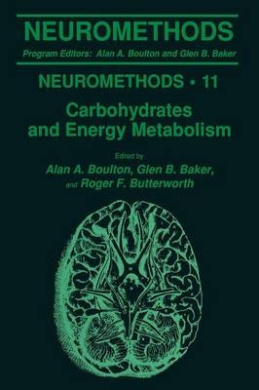 NEUROMETHODS
Program Editors: Alan A. Boulton and Glen B. Baker
NEUROMETHODS • 11
Carbohydrates
and Energy Metabolism
Edited by
Alan A. Boulton, Glen B. Baker,
and Roger F. Butterworth